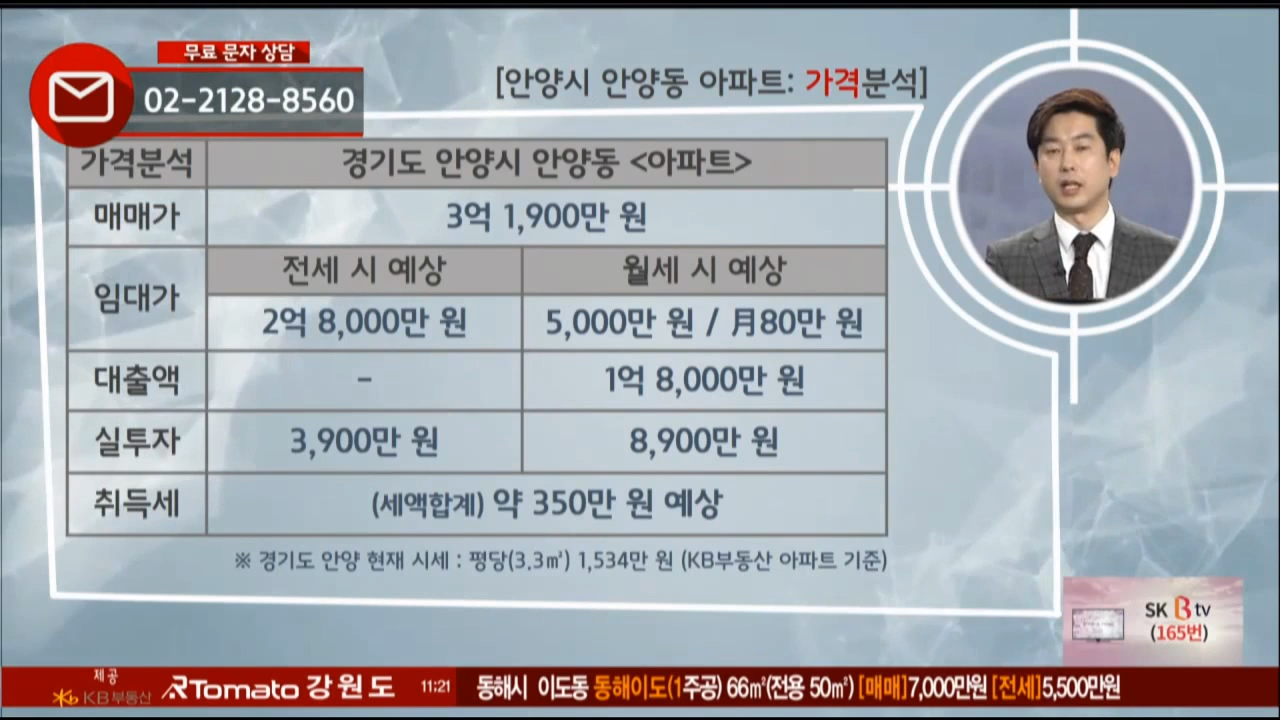 무료 문자 상담
02-2128-8560
[안양시 안양동 아파트: 가격분석]
가격분석 경기도 안양시 안양동 <아파트>
매매가 3억 1,900만 원
임대가 전세 시 예상 월세 시 예상
2억 8,000만 원 5,000만 원 / 月80만 원
대출액 - 1억 8,000만 원
실투자 3,900만 원 8,900만 원
취득세 (세액합계) 약 350만 원 예상
※ 경기도 안양 현재 시세 : 평당(3.3㎡) 1,534만 원 (KB부동산 아파트 기준)
SK B tv
(165번)
제공
KB부동산 RTomato 강원도 11:21 동해시 이도동 동해이도(1주공) 66㎡(전용 50㎡) [매매]7,000만원 [전세]5,500만원